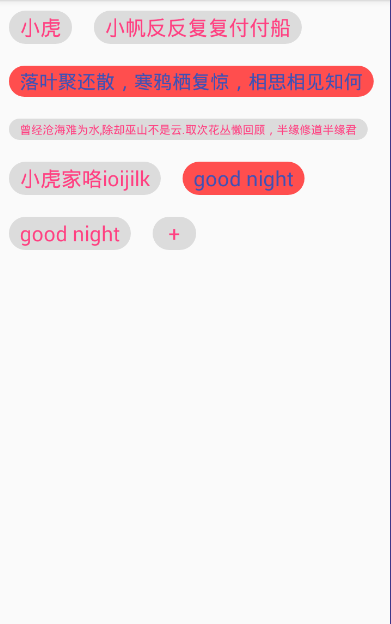 小虎 小帆反反复复付付船
落叶聚还散，寒鸦栖复惊，相思相见知何
曾经沧海难为水,除却巫山不是云.取次花丛懒回顾，半缘修道半缘君
小虎家咯ioijilk good night
good night +